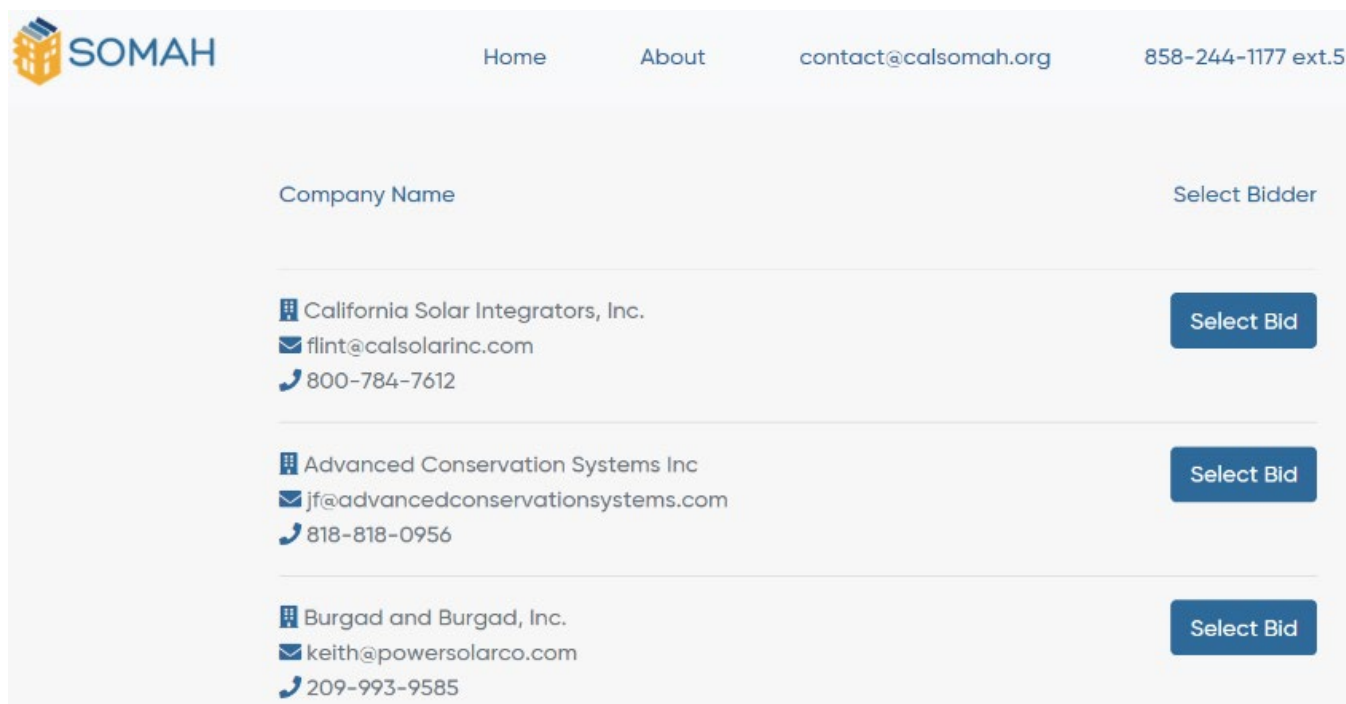 SOMAH
Home About contact@calsomah.org 858-244-1177 ext.5
Company Name Select Bidder
California Solar Integrators, Inc.
Select Bid
flint@calsolarinc.com
800-784-7612
Advanced Conservation Systems Inc
Select Bid
jf@advancedconservationsystems.com
818-818-0956
Burgad and Burgad, Inc.
Select Bid
keith@powersolarco.com
209-993-9585